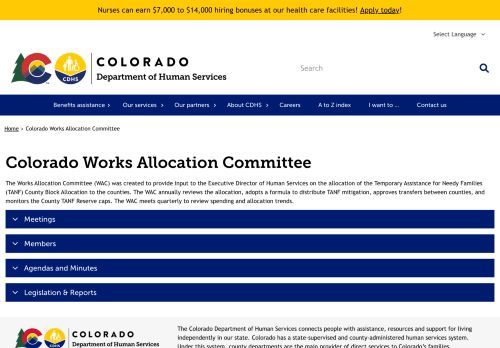 Nurses can earn $7,000 to $14,000 hiring bonuses at our health care facilities! Apply today!
Select Language
COLORADO
Department of Human Services
CDHS
Search
Benefits assistance
Our services
Our partners
About CDHS
Careers
A to Z index
I want to ...
Contact us
Home › Colorado Works Allocation Committee
Colorado Works Allocation Committee
The Works Allocation Committee (WAC) was created to provide input to the Executive Director of Human Services on the allocation of the Temporary Assistance for Needy Families
(TANF) County Block Allocation to the counties. The WAC annually reviews the allocation, adopts a formula to distribute TANF mitigation, approves transfers between counties, and
monitors the County TANF Reserve caps. The WAC meets quarterly to review spending and allocation trends.
Meetings
Members
Agendas and Minutes
Legislation & Reports
COLORADO
Department of Human Services
CDHS
The Colorado Department of Human Services connects people with assistance, resources and support for living
independently in our state. Colorado has a state-supervised and county-administered human services system.
Under this system, county departments are the main provider of direct services to Colorado's families,